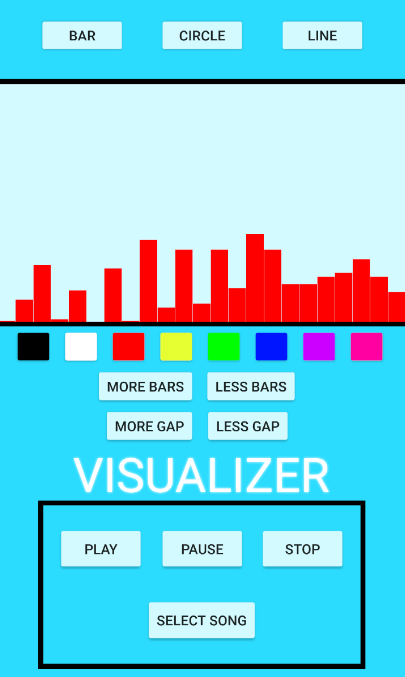 BAR CIRCLE LINE
MORE BARS LESS BARS
MORE GAP LESS GAP
VISUALIZER
PLAY PAUSE STOP
SELECT SONG